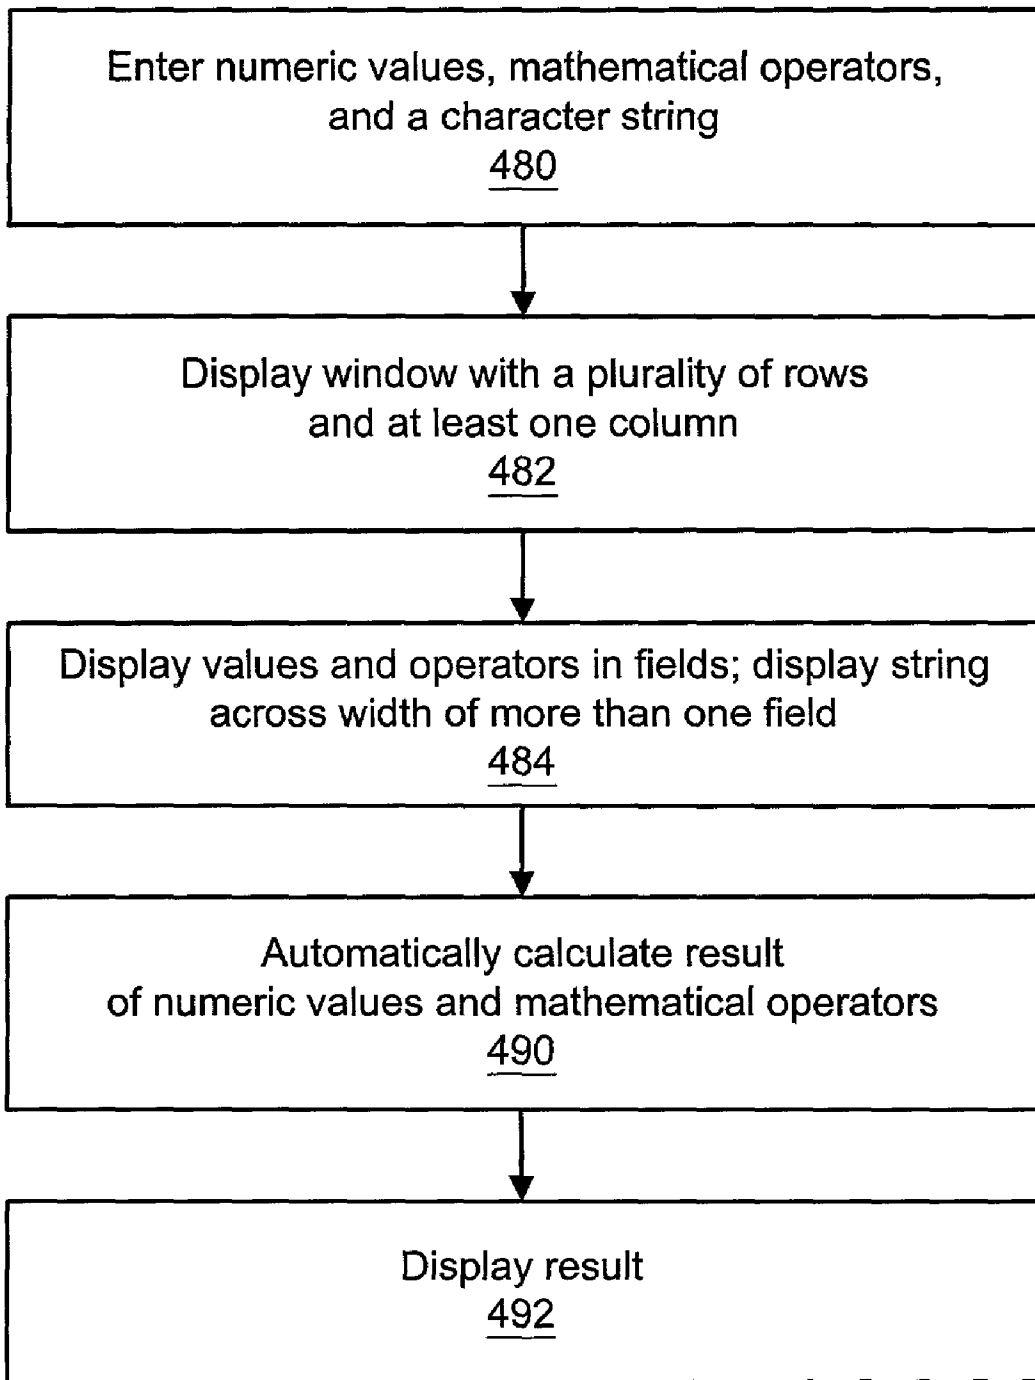 Enter numeric values, mathematical operators,
and a character string
480
Display window with a plurality of rows
and at least one column
482
Display values and operators in fields; display string
across width of more than one field
484
Automatically calculate result
of numeric values and mathematical operators
490
Display result
492